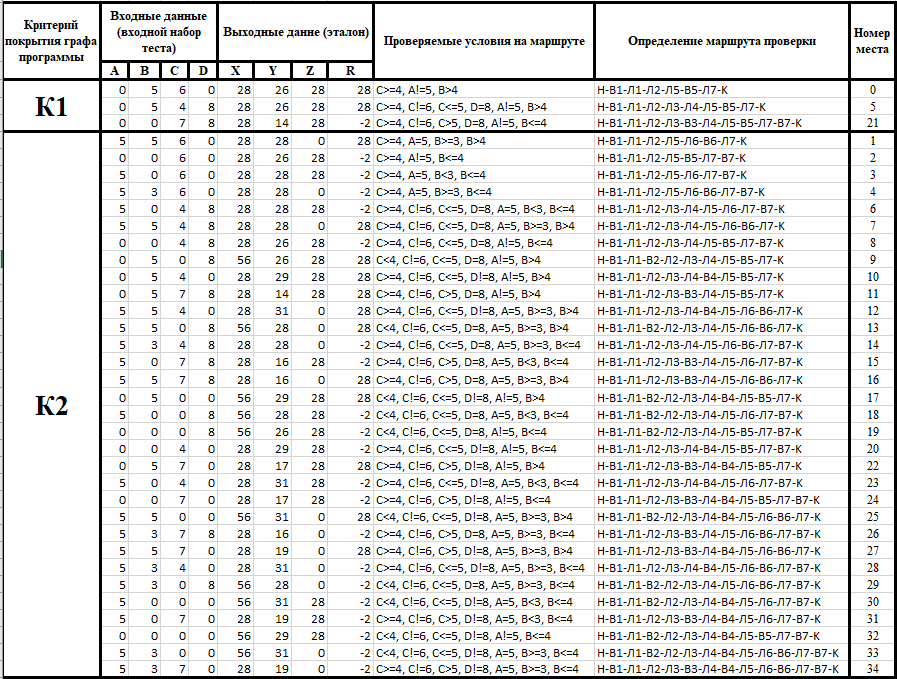 Критерий покрытия графа программы | Входные данные (входной набор теста) | Выходные данне (эталон) | Проверяемые условия на маршруте | Определение маршрута проверки | Номер места
A B C D X Y Z R
К1
0 5 6 0 28 26 28 28 C>=4, A!=5, B>4 Н-В1-Л1-Л2-Л5-В5-Л7-К 0
0 5 4 8 28 26 28 28 C>=4, C!=6, C<=5, D=8, A!=5, B>4 Н-В1-Л1-Л2-Л3-Л4-Л5-В5-Л7-К 5
0 0 7 8 28 14 28 -2 C>=4, C!=6, C>5, D=8, A!=5, B<=4 Н-В1-Л1-Л2-Л3-В3-Л4-Л5-В5-Л7-В7-К 21
К2
5 5 6 0 28 28 0 28 C>=4, A=5, B>=3, B>4 Н-В1-Л1-Л2-Л5-Л6-В6-Л7-К 1
0 0 6 0 28 26 28 -2 C>=4, A!=5, B<=4 Н-В1-Л1-Л2-Л5-В5-Л7-В7-К 2
5 0 6 0 28 28 28 -2 C>=4, A=5, B<3, B<=4 Н-В1-Л1-Л2-Л5-Л6-Л7-В7-К 3
5 3 6 0 28 28 0 -2 C>=4, A=5, B>=3, B<=4 Н-В1-Л1-Л2-Л5-Л6-В6-Л7-В7-К 4
5 0 4 8 28 28 28 -2 C>=4, C!=6, C<=5, D=8, A=5, B<3, B<=4 Н-В1-Л1-Л2-Л3-Л4-Л5-Л6-Л7-В7-К 6
5 5 4 8 28 28 0 28 C>=4, C!=6, C<=5, D=8, A=5, B>=3, B>4 Н-В1-Л1-Л2-Л3-Л4-Л5-Л6-В6-Л7-К 7
0 0 4 8 28 26 28 -2 C>=4, C!=6, C<=5, D=8, A!=5, B<=4 Н-В1-Л1-Л2-Л3-Л4-Л5-В5-Л7-В7-К 8
0 5 0 8 56 26 28 28 C<4, C!=6, C<=5, D=8, A!=5, B>4 Н-В1-Л1-В2-Л2-Л3-Л4-Л5-В5-Л7-К 9
0 5 4 0 28 29 28 28 C>=4, C!=6, C<=5, D!=8, A!=5, B>4 Н-В1-Л1-Л2-Л3-Л4-В4-Л5-В5-Л7-К 10
0 5 7 8 28 14 28 28 C>=4, C!=6, C>5, D=8, A!=5, B>4 Н-В1-Л1-Л2-Л3-В3-Л4-Л5-В5-Л7-К 11
5 5 4 0 28 31 0 28 C>=4, C!=6, C<=5, D!=8, A=5, B>=3, B>4 Н-В1-Л1-Л2-Л3-Л4-В4-Л5-Л6-В6-Л7-К 12
5 5 0 8 56 28 0 28 C<4, C!=6, C<=5, D=8, A=5, B>=3, B>4 Н-В1-Л1-В2-Л2-Л3-Л4-Л5-Л6-В6-Л7-К 13
5 3 4 8 28 28 0 -2 C>=4, C!=6, C<=5, D=8, A=5, B>=3, B<=4 Н-В1-Л1-Л2-Л3-Л4-Л5-Л6-В6-Л7-В7-К 14
5 0 7 8 28 16 28 -2 C>=4, C!=6, C>5, D=8, A=5, B<3, B<=4 Н-В1-Л1-Л2-Л3-В3-Л4-Л5-Л6-Л7-В7-К 15
5 5 7 8 28 16 0 28 C>=4, C!=6, C>5, D=8, A=5, B>=3, B>4 Н-В1-Л1-Л2-Л3-В3-Л4-Л5-Л6-В6-Л7-К 16
0 5 0 0 56 29 28 28 C<4, C!=6, C<=5, D!=8, A!=5, B>4 Н-В1-Л1-В2-Л2-Л3-Л4-В4-Л5-В5-Л7-К 17
5 0 0 8 56 28 28 -2 C<4, C!=6, C<=5, D=8, A=5, B<3, B<=4 Н-В1-Л1-В2-Л2-Л3-Л4-Л5-Л6-Л7-В7-К 18
0 0 0 8 56 26 28 -2 C<4, C!=6, C<=5, D=8, A!=5, B<=4 Н-В1-Л1-В2-Л2-Л3-Л4-Л5-В5-Л7-В7-К 19
0 0 4 0 28 29 28 -2 C>=4, C!=6, C<=5, D!=8, A!=5, B<=4 Н-В1-Л1-Л2-Л3-Л4-В4-Л5-В5-Л7-В7-К 20
0 5 7 0 28 17 28 28 C>=4, C!=6, C>5, D!=8, A!=5, B>4 Н-В1-Л1-Л2-Л3-В3-Л4-В4-Л5-В5-Л7-К 22
5 0 4 0 28 31 28 -2 C>=4, C!=6, C<=5, D!=8, A=5, B<3, B<=4 Н-В1-Л1-Л2-Л3-Л4-В4-Л5-Л6-Л7-В7-К 23
0 0 7 0 28 17 28 -2 C>=4, C!=6, C>5, D!=8, A!=5, B<=4 Н-В1-Л1-Л2-Л3-В3-Л4-В4-Л5-В5-Л7-В7-К 24
5 5 0 0 56 31 0 28 C<4, C!=6, C<=5, D!=8, A=5, B>=3, B>4 Н-В1-Л1-В2-Л2-Л3-Л4-В4-Л5-Л6-В6-Л7-К 25
5 3 7 8 28 16 0 -2 C>=4, C!=6, C>5, D=8, A=5, B>=3, B<=4 Н-В1-Л1-Л2-Л3-В3-Л4-Л5-Л6-В6-Л7-В7-К 26
5 5 7 0 28 19 0 28 C>=4, C!=6, C>5, D!=8, A=5, B>=3, B>4 Н-В1-Л1-Л2-Л3-В3-Л4-В4-Л5-Л6-В6-Л7-К 27
5 3 4 0 28 31 0 -2 C>=4, C!=6, C<=5, D!=8, A=5, B>=3, B<=4 Н-В1-Л1-Л2-Л3-Л4-В4-Л5-Л6-В6-Л7-В7-К 28
5 3 0 8 56 28 0 -2 C<4, C!=6, C<=5, D=8, A=5, B>=3, B<=4 Н-В1-Л1-В2-Л2-Л3-Л4-Л5-Л6-В6-Л7-В7-К 29
5 0 0 0 56 31 28 -2 C<4, C!=6, C<=5, D!=8, A=5, B<3, B<=4 Н-В1-Л1-В2-Л2-Л3-Л4-В4-Л5-Л6-Л7-В7-К 30
5 0 7 0 28 19 28 -2 C>=4, C!=6, C>5, D!=8, A=5, B<3, B<=4 Н-В1-Л1-Л2-Л3-В3-Л4-В4-Л5-Л6-Л7-В7-К 31
0 0 0 0 56 29 28 -2 C<4, C!=6, C<=5, D!=8, A!=5, B<=4 Н-В1-Л1-В2-Л2-Л3-Л4-В4-Л5-В5-Л7-В7-К 32
5 3 0 0 56 31 0 -2 C<4, C!=6, C<=5, D!=8, A=5, B>=3, B<=4 Н-В1-Л1-В2-Л2-Л3-Л4-В4-Л5-Л6-В6-Л7-В7-К 33
5 3 7 0 28 19 0 -2 C>=4, C!=6, C>5, D!=8, A=5, B>=3, B<=4 Н-В1-Л1-Л2-Л3-В3-Л4-В4-Л5-Л6-В6-Л7-В7-К 34